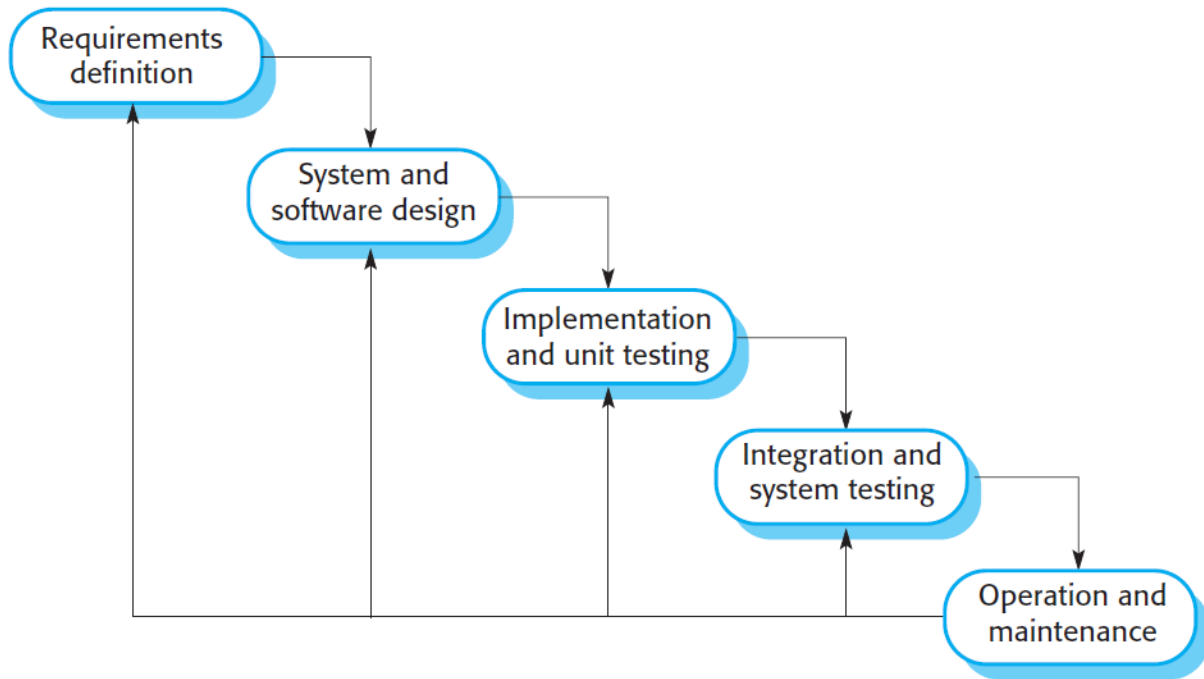 Requirements
definition
System and
software design
Implementation
and unit testing
Integration and
system testing
Operation and
maintenance